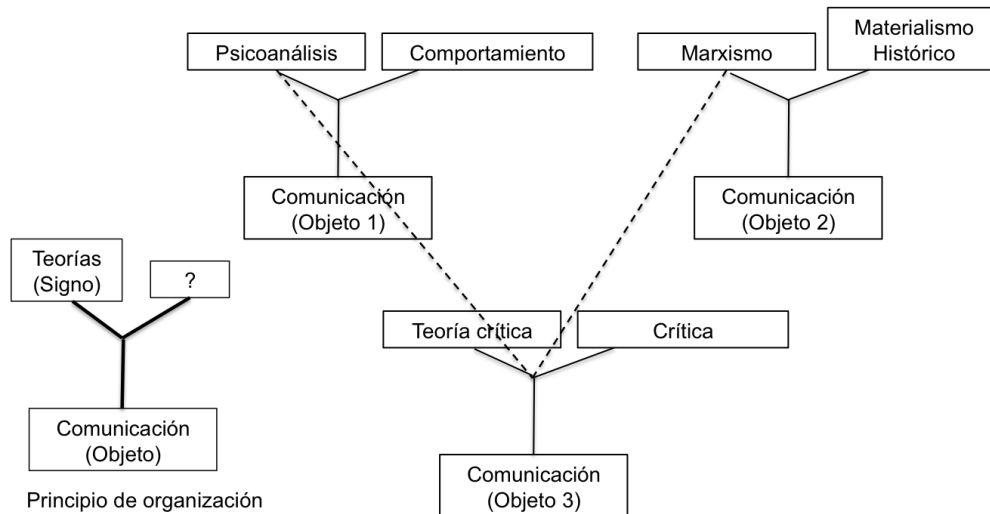 Psicoanálisis
Comportamiento
Marxismo
Materialismo
Histórico
Comunicación
(Objeto 1)
Comunicación
(Objeto 2)
Teorías
(Signo)
?
Teoría crítica
Crítica
Comunicación
(Objeto)
Comunicación
(Objeto 3)
Principio de organización